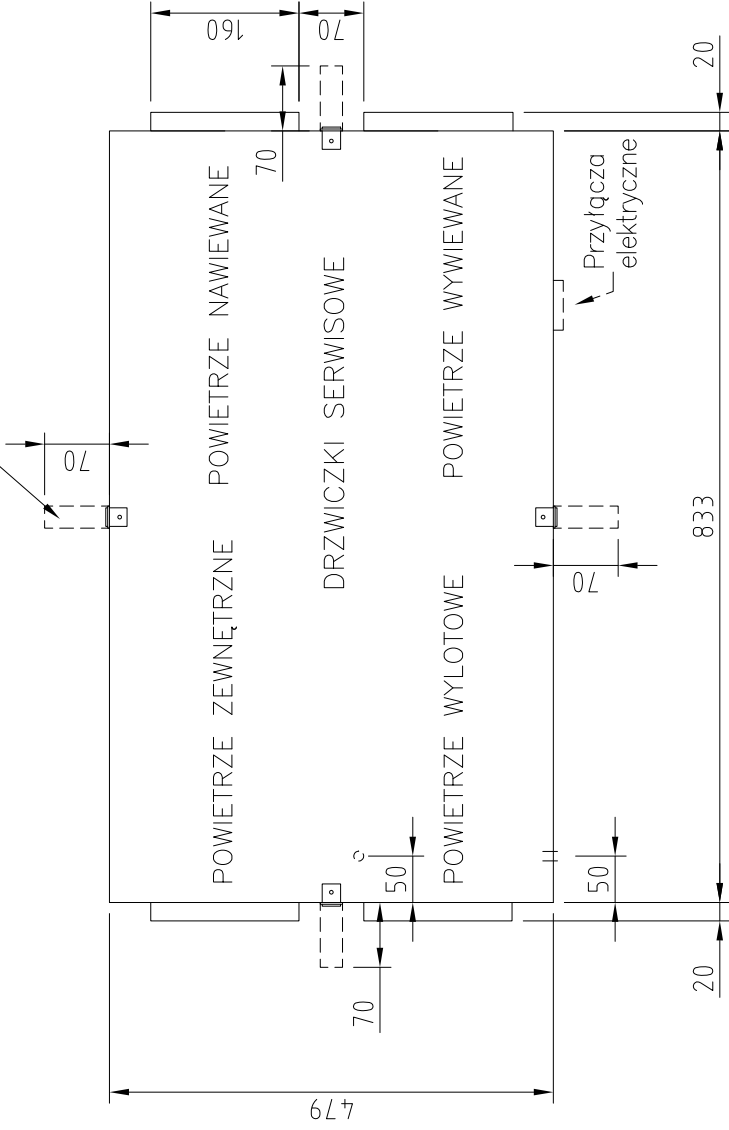 160
70
20
70
POWIETRZE ZEWNĘTRZNE
POWIETRZE NAWIEWANE
DRZWICZKI SERWISOWE
POWIETRZE WYLOTOWE
POWIETRZE WYWIEWANE
Przyłącza
elektryczne
70
70
833
50
50
70
20
479